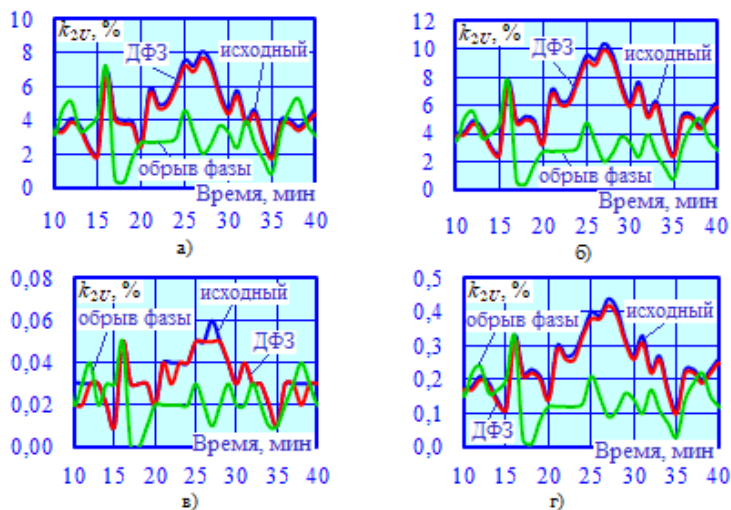 10
k₂U, %
ДФЗ
исходный
8
6
4
2
0
обрыв фазы
Время, мин
10 15 20 25 30 35 40
а)
12
k₂U, %
10
ДФЗ
исходный
8
6
4
2
0
обрыв фазы
Время, мин
10 15 20 25 30 35 40
б)
0,08
k₂U, %
исходный
обрыв фазы
0,06
ДФЗ
0,04
0,02
0,00
Время, мин
10 15 20 25 30 35 40
в)
0,5
k₂U, %
обрыв фазы
исходный
0,4
0,3
0,2
0,1
ДФЗ
0,0
Время, мин
10 15 20 25 30 35 40
г)